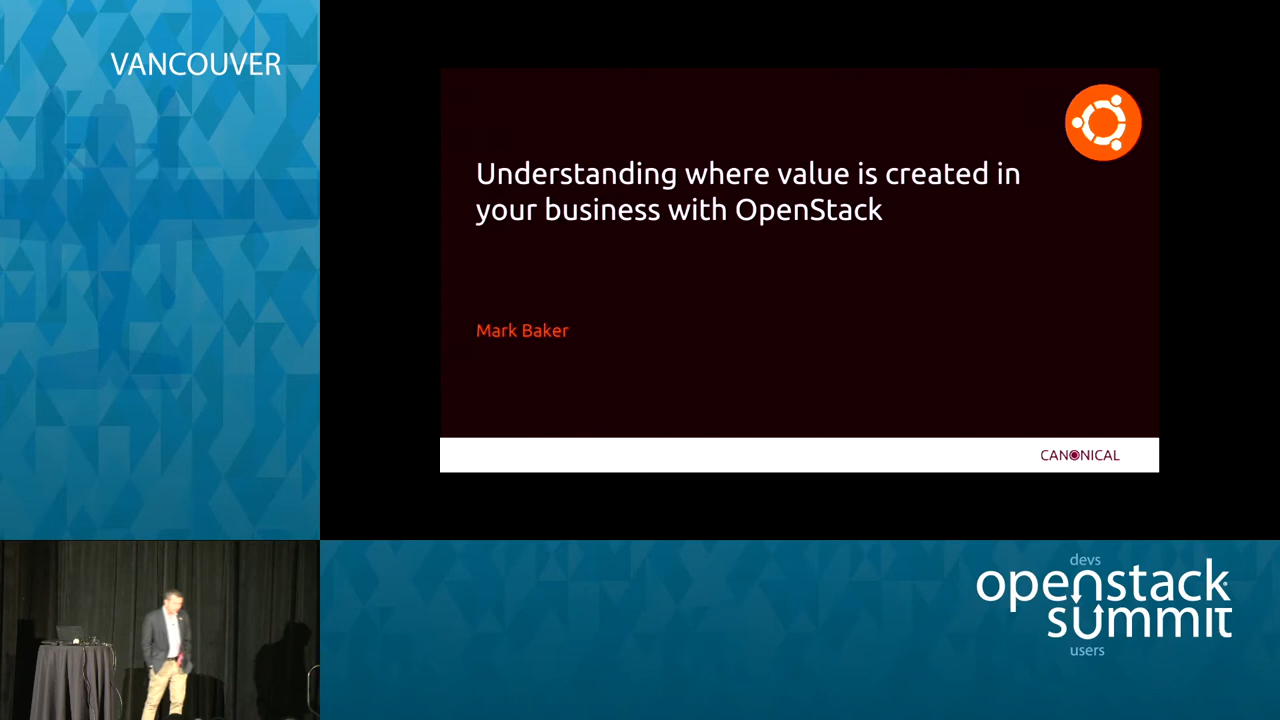 VANCOUVER
Understanding where value is created in
your business with OpenStack
Mark Baker
CANONICAL
devs
openstack
summit
users